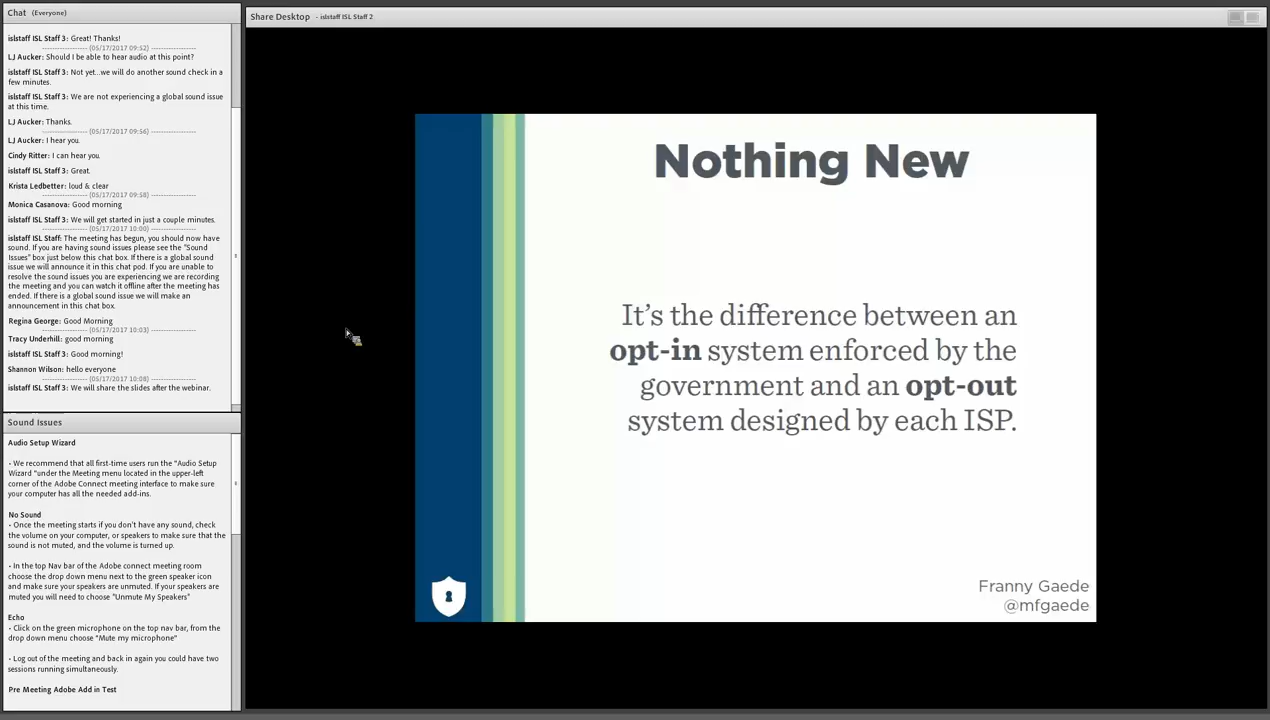 Chat (Everyone)
islstaff ISL Staff 3: Great! Thanks!
------------------ (05/17/2017 09:52) ------------------
LJ Aucker: Should I be able to hear audio at this point?
islstaff ISL Staff 3: Not yet...we will do another sound check in a
few minutes.
islstaff ISL Staff 3: We are not experiencing a global sound issue
at this time.
LJ Aucker: Thanks.
------------------ (05/17/2017 09:56) ------------------
LJ Aucker: I hear you.
Cindy Ritter: I can hear you.
islstaff ISL Staff 3: Great.
Krista Ledbetter: loud & clear
------------------ (05/17/2017 09:58) ------------------
Monica Casanova: Good morning
islstaff ISL Staff 3: We will get started in just a couple minutes.
------------------ (05/17/2017 10:00) ------------------
islstaff ISL Staff: The meeting has begun, you should now have
sound. If you are having sound issues please see the "Sound
Issues" box just below this chat box. If there is a global sound
issue we will announce it in this chat pod. If you are unable to
resolve the sound issues you are experiencing we are recording
the meeting and you can watch it offline after the meeting has
ended. If there is a global sound issue we will make an
announcement in this chat box.
Regina George: Good Morning
------------------ (05/17/2017 10:03) ------------------
Tracy Underhill: good morning
islstaff ISL Staff 3: Good morning!
Shannon Wilson: hello everyone
------------------ (05/17/2017 10:08) ------------------
islstaff ISL Staff 3: We will share the slides after the webinar.
Sound Issues
Audio Setup Wizard
• We recommend that all first-time users run the "Audio Setup
Wizard "under the Meeting menu located in the upper-left
corner of the Adobe Connect meeting interface to make sure
your computer has all the needed add-ins.
No Sound
• Once the meeting starts if you don't have any sound, check
the volume on your computer, or speakers to make sure that the
sound is not muted, and the volume is turned up.
• In the top Nav bar of the Adobe connect meeting room
choose the drop down menu next to the green speaker icon
and make sure your speakers are unmuted. If your speakers are
muted you will need to choose "Unmute My Speakers"
Echo
• Click on the green microphone on the top nav bar, from the
drop down menu choose "Mute my microphone"
• Log out of the meeting and back in again you could have two
sessions running simultaneously.
Pre Meeting Adobe Add in Test
Share Desktop - islstaff ISL Staff 2
Nothing New
It's the difference between an
opt-in system enforced by the
government and an opt-out
system designed by each ISP.
Franny Gaede
@mfgaede